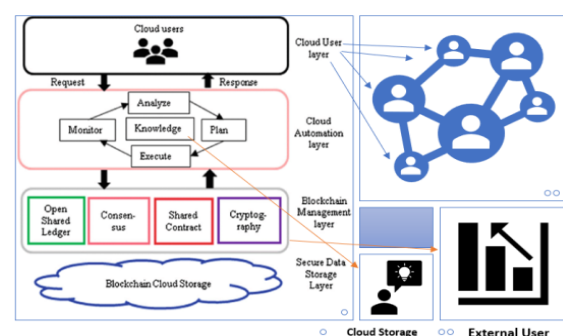 Cloud users
Request
Response
Analyze
Monitor
Knowledge
Plan
Execute
Open
Shared
Ledger
Consen-
sus
Shared
Contract
Cryptog-
raphy
Blockchain Cloud Storage
Cloud User
layer
Cloud
Automation
layer
Blockchain
Management
layer
Secure Data
Storage
Layer
Cloud Storage
External User